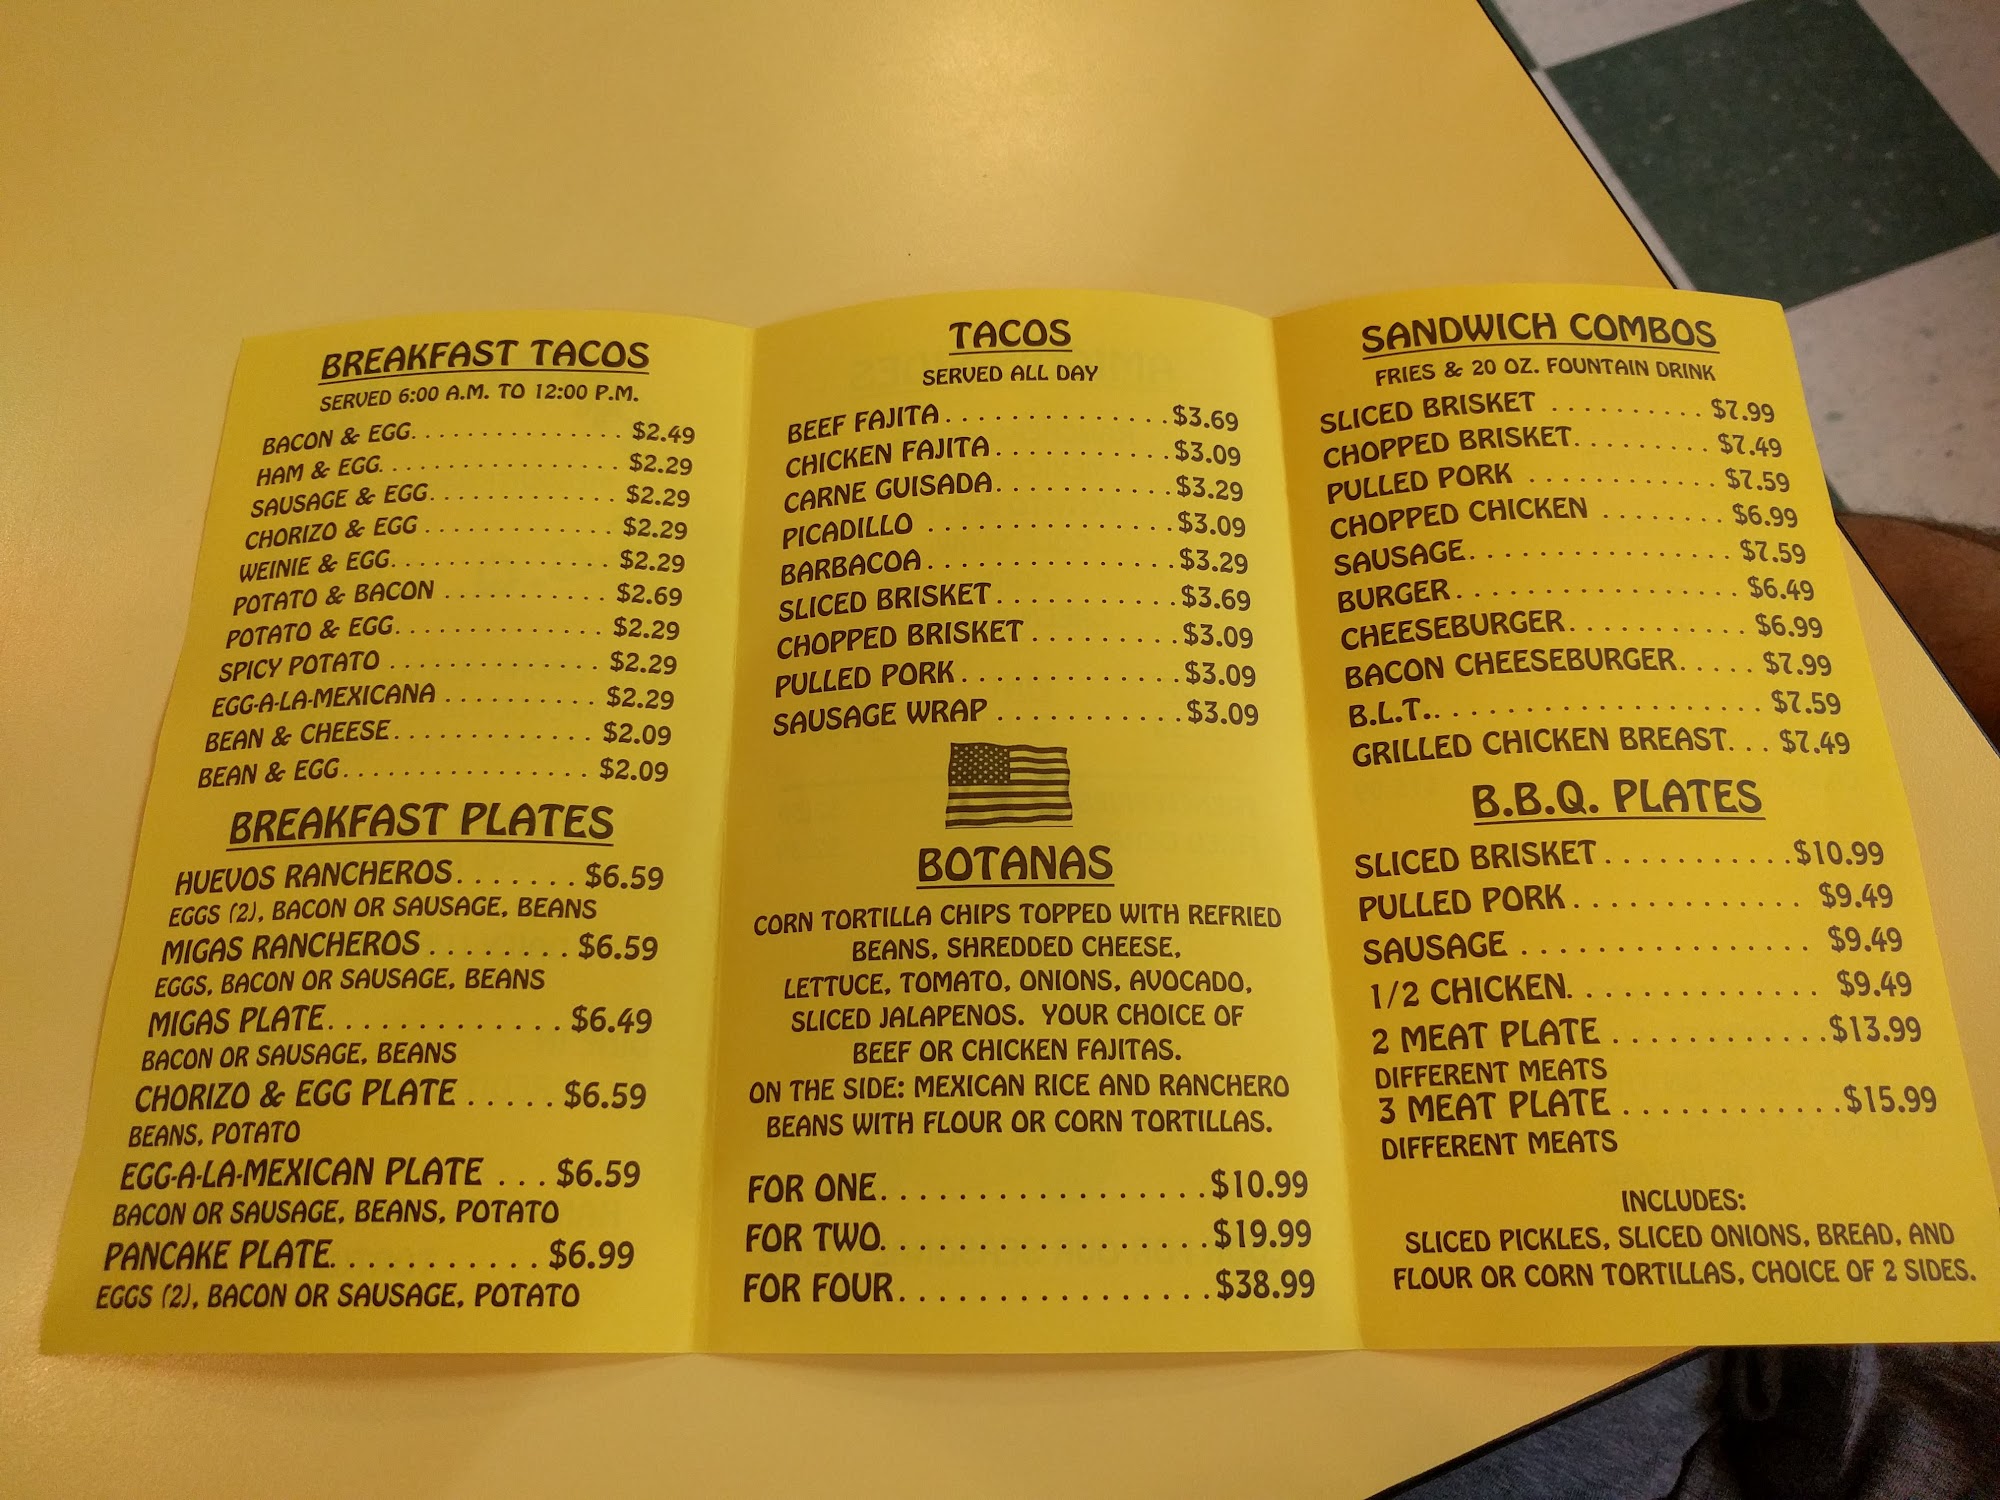 BREAKFAST TACOS
SERVED 6:00 A.M. TO 12:00 P.M.
BACON & EGG. . . . . . . . . . . . . . $2.49
HAM & EGG. . . . . . . . . . . . . . . . $2.29
SAUSAGE & EGG. . . . . . . . . . . . . $2.29
CHORIZO & EGG . . . . . . . . . . . . . $2.29
WEINIE & EGG. . . . . . . . . . . . . . . $2.29
POTATO & BACON . . . . . . . . . . . $2.69
POTATO & EGG. . . . . . . . . . . . . . $2.29
SPICY POTATO . . . . . . . . . . . . . . $2.29
EGG-A-LA-MEXICANA . . . . . . . . . . $2.29
BEAN & CHEESE. . . . . . . . . . . . . $2.09
BEAN & EGG. . . . . . . . . . . . . . . . $2.09
BREAKFAST PLATES
HUEVOS RANCHEROS. . . . . . . $6.59
EGGS (2), BACON OR SAUSAGE, BEANS
MIGAS RANCHEROS . . . . . . . . $6.59
EGGS, BACON OR SAUSAGE, BEANS
MIGAS PLATE. . . . . . . . . . . . . $6.49
BACON OR SAUSAGE, BEANS
CHORIZO & EGG PLATE . . . . . $6.59
BEANS, POTATO
EGG-A-LA-MEXICAN PLATE . . . $6.59
BACON OR SAUSAGE, BEANS, POTATO
PANCAKE PLATE. . . . . . . . . . . $6.99
EGGS (2), BACON OR SAUSAGE, POTATO
TACOS
SERVED ALL DAY
BEEF FAJITA . . . . . . . . . . . . . . $3.69
CHICKEN FAJITA . . . . . . . . . . . $3.09
CARNE GUISADA. . . . . . . . . . . $3.29
PICADILLO . . . . . . . . . . . . . . . $3.09
BARBACOA . . . . . . . . . . . . . . . $3.29
SLICED BRISKET. . . . . . . . . . . $3.69
CHOPPED BRISKET . . . . . . . . . $3.09
PULLED PORK. . . . . . . . . . . . . $3.09
SAUSAGE WRAP . . . . . . . . . . . $3.09
BOTANAS
CORN TORTILLA CHIPS TOPPED WITH REFRIED
BEANS, SHREDDED CHEESE,
LETTUCE, TOMATO, ONIONS, AVOCADO,
SLICED JALAPENOS. YOUR CHOICE OF
BEEF OR CHICKEN FAJITAS.
ON THE SIDE: MEXICAN RICE AND RANCHERO
BEANS WITH FLOUR OR CORN TORTILLAS.
FOR ONE. . . . . . . . . . . . . . . . . $10.99
FOR TWO. . . . . . . . . . . . . . . . . $19.99
FOR FOUR. . . . . . . . . . . . . . . . $38.99
SANDWICH COMBOS
FRIES & 20 OZ. FOUNTAIN DRINK
SLICED BRISKET . . . . . . . . . . $7.99
CHOPPED BRISKET. . . . . . . . $7.49
PULLED PORK . . . . . . . . . . . . $7.59
CHOPPED CHICKEN . . . . . . . . $6.99
SAUSAGE. . . . . . . . . . . . . . . . $7.59
BURGER. . . . . . . . . . . . . . . . . $6.49
CHEESEBURGER. . . . . . . . . . $6.99
BACON CHEESEBURGER. . . . . $7.99
B.L.T.. . . . . . . . . . . . . . . . . . . $7.59
GRILLED CHICKEN BREAST. . . $7.49
B.B.Q. PLATES
SLICED BRISKET . . . . . . . . . . . $10.99
PULLED PORK. . . . . . . . . . . . . $9.49
SAUSAGE . . . . . . . . . . . . . . . . $9.49
1/2 CHICKEN. . . . . . . . . . . . . . $9.49
2 MEAT PLATE . . . . . . . . . . . . $13.99
DIFFERENT MEATS
3 MEAT PLATE . . . . . . . . . . . . $15.99
DIFFERENT MEATS
INCLUDES:
SLICED PICKLES, SLICED ONIONS, BREAD, AND
FLOUR OR CORN TORTILLAS, CHOICE OF 2 SIDES.